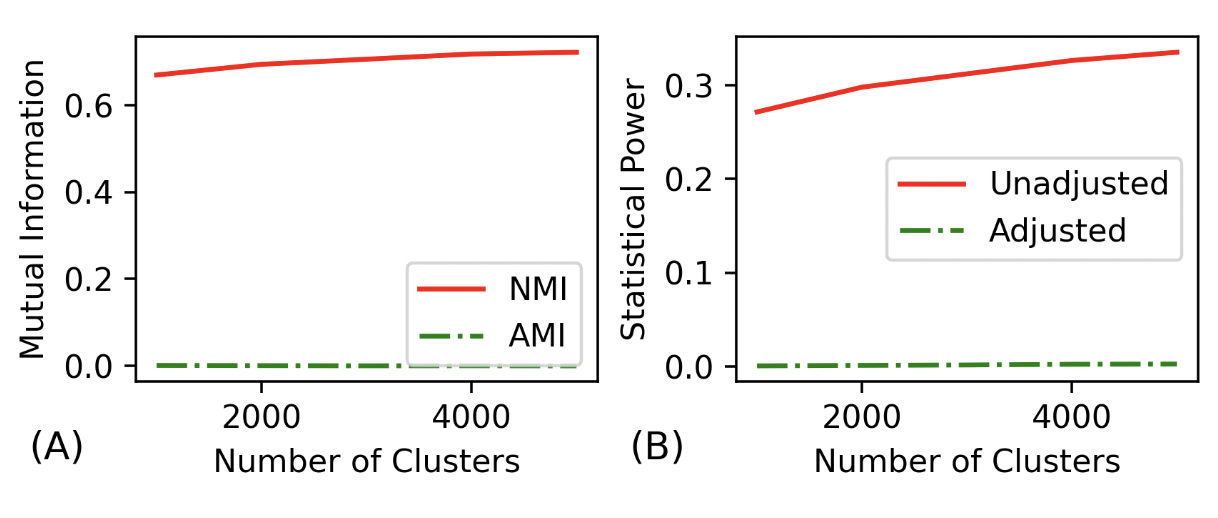 Mutual Information
0.6
0.4
0.2
0.0
NMI
AMI
2000 4000
(A)
Number of Clusters
Statistical Power
0.3
0.2
0.1
0.0
Unadjusted
Adjusted
2000 4000
(B)
Number of Clusters